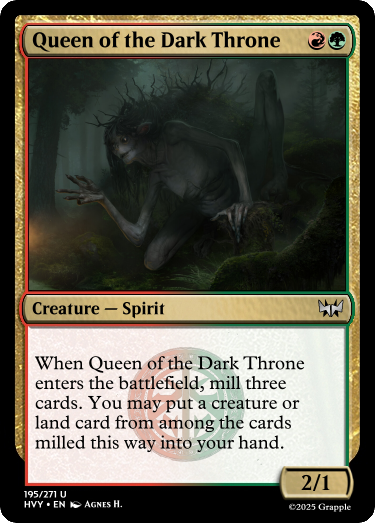 Queen of the Dark Throne
Creature — Spirit
When Queen of the Dark Throne
enters the battlefield, mill three
cards. You may put a creature or
land card from among the cards
milled this way into your hand.
2/1
195/271 U
HVY • EN Agnes H.
©2025 Grapple